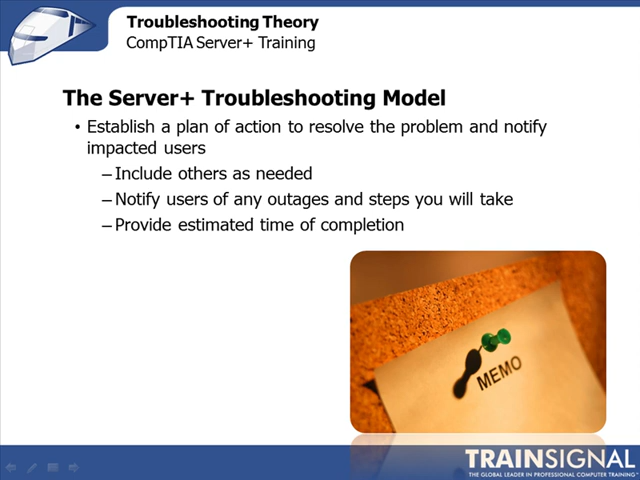 Troubleshooting Theory
CompTIA Server+ Training
The Server+ Troubleshooting Model
• Establish a plan of action to resolve the problem and notify
impacted users
– Include others as needed
– Notify users of any outages and steps you will take
– Provide estimated time of completion
MEMO
TRAINSIGNAL
THE GLOBAL LEADER IN PROFESSIONAL COMPUTER TRAINING™